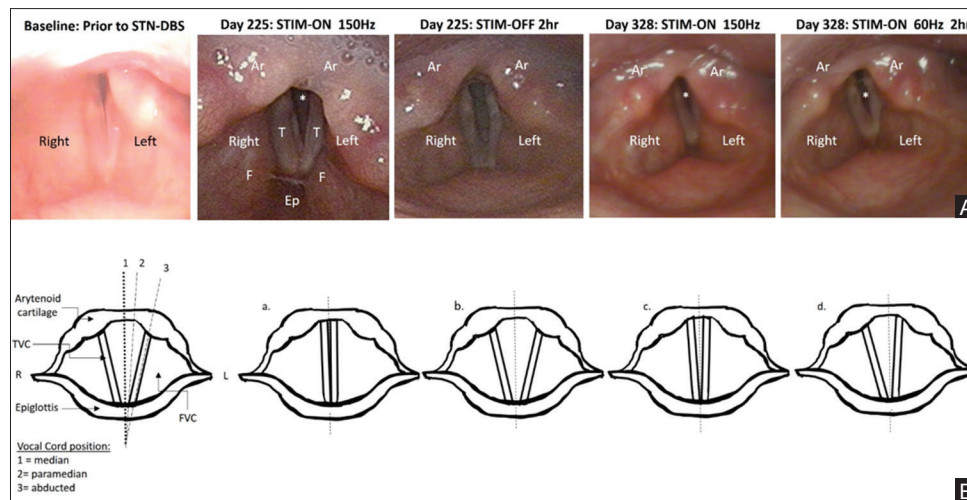 Baseline: Prior to STN-DBS
Day 225: STIM-ON 150Hz
Day 225: STIM-OFF 2hr
Day 328: STIM-ON 150Hz
Day 328: STIM-ON 60Hz 2hr
Right Left
Ar Ar
*
T T
Right Left
F F
Ep
Ar Ar
Right Left
Ar Ar
*
Right Left
Ar Ar
*
Right Left
A
1 2 3
Arytenoid
cartilage
TVC
R L
Epiglottis
FVC
a.
b.
c.
d.
Vocal Cord position:
1 = median
2= paramedian
3= abducted
B